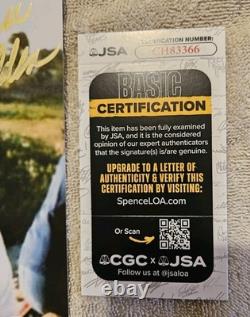 JSA
CERTIFICATION NUMBER:
CH83366
BASIC
CERTIFICATION
This item has been fully examined
by JSA, and it is the considered
opinion of our expert authenticators
that the signature(s) is/are genuine.
UPGRADE TO A LETTER OF
AUTHENTICITY & VERIFY THIS
CERTIFICATION BY VISITING:
SpenceLOA.com
Or Scan
CGC x JSA
Follow us at @jsaloa